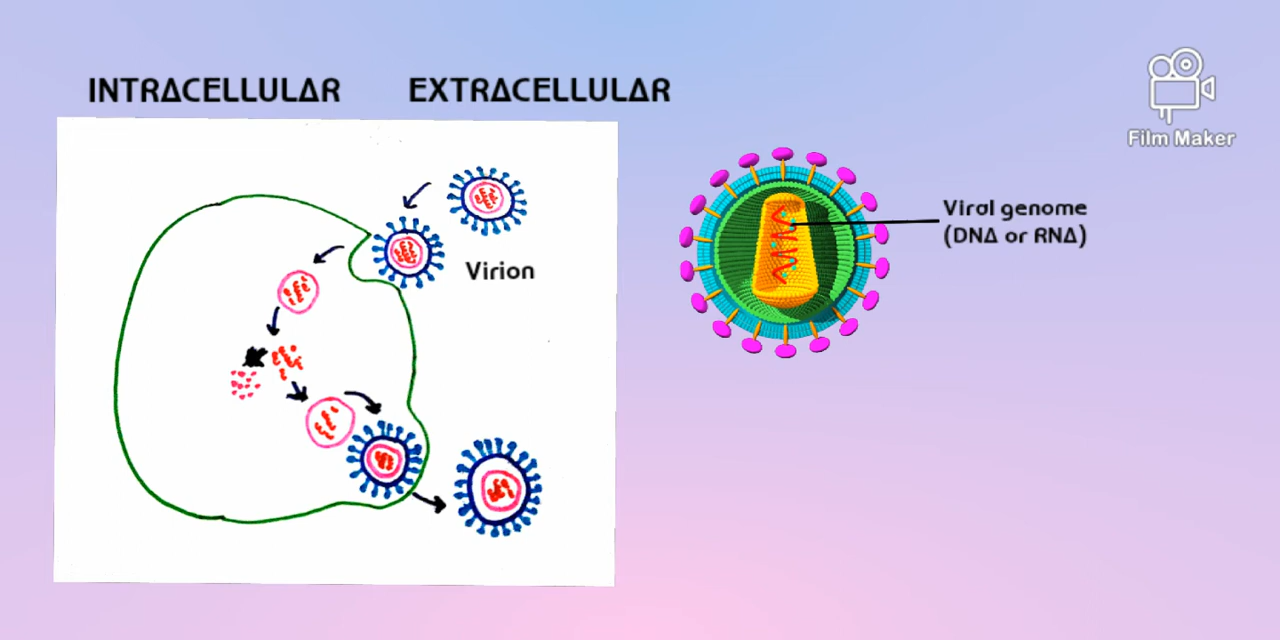 INTRACELLULAR EXTRACELLULAR
Film Maker
Virion
Viral genome
(DNA or RNA)